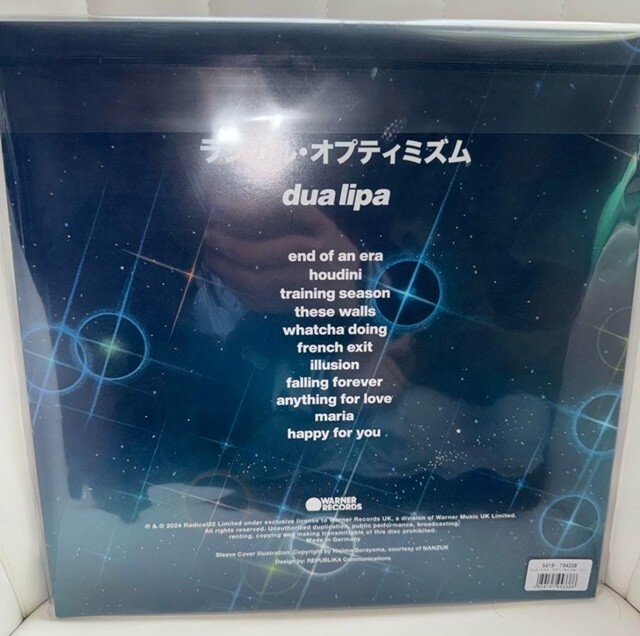 ラディカル・オプティミズム
dua lipa
end of an era
houdini
training season
these walls
whatcha doing
french exit
illusion
falling forever
anything for love
maria
happy for you
WARNER
RECORDS
℗ & © 2024 Radical22 Limited under exclusive license to Warner Records UK, a division of Warner Music UK Limited.
All rights reserved. Unauthorized duplication, public performance, broadcasting,
renting, copying and making transmittable of this disc prohibited.
Made in Germany
Sleeve Cover Illustration: Copyright by Hajime Sorayama, courtesy of NANZUK
Design by: REPUBLIKA Communications
5419-794338